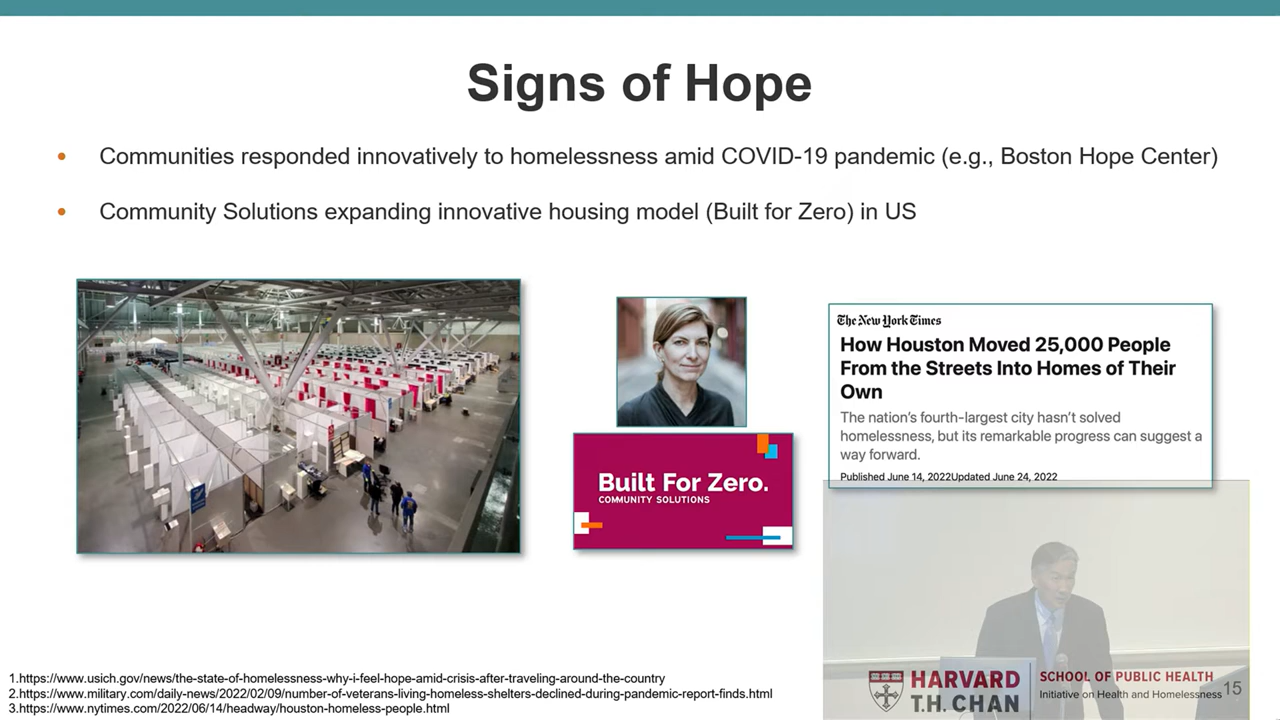 Signs of Hope
• Communities responded innovatively to homelessness amid COVID-19 pandemic (e.g., Boston Hope Center)
• Community Solutions expanding innovative housing model (Built for Zero) in US
Built For Zero.
COMMUNITY SOLUTIONS
The New York Times
How Houston Moved 25,000 People
From the Streets Into Homes of Their
Own
The nation's fourth-largest city hasn't solved
homelessness, but its remarkable progress can suggest a
way forward.
Published June 14, 2022Updated June 24, 2022
1.https://www.usich.gov/news/the-state-of-homelessness-why-i-feel-hope-amid-crisis-after-traveling-around-the-country
2.https://www.military.com/daily-news/2022/02/09/number-of-veterans-living-homeless-shelters-declined-during-pandemic-report-finds.html
3.https://www.nytimes.com/2022/06/14/headway/houston-homeless-people.html
HARVARD
T.H. CHAN
SCHOOL OF PUBLIC HEALTH
Initiative on Health and Homelessness
15